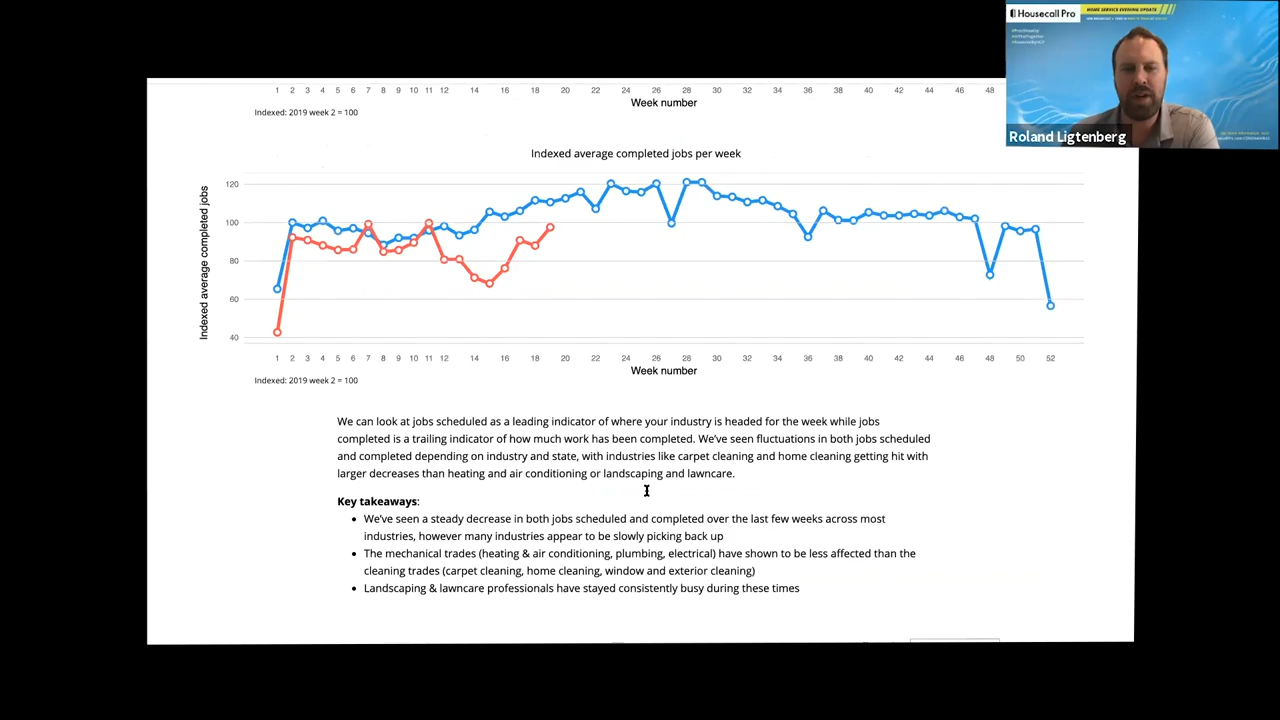 Housecall Pro
HOME SERVICE EVENING UPDATE
Roland Ligtenberg
1 2 3 4 5 6 7 8 9 10 11 12 14 16 18 20 22 24 26 28 30 32 34 36 38 40 42 44 46 48
Week number
Indexed: 2019 week 2 = 100
Indexed average completed jobs per week
Indexed average completed jobs
120
100
80
60
40
1 2 3 4 5 6 7 8 9 10 11 12 14 16 18 20 22 24 26 28 30 32 34 36 38 40 42 44 46 48 50 52
Week number
Indexed: 2019 week 2 = 100
We can look at jobs scheduled as a leading indicator of where your industry is headed for the week while jobs
completed is a trailing indicator of how much work has been completed. We've seen fluctuations in both jobs scheduled
and completed depending on industry and state, with industries like carpet cleaning and home cleaning getting hit with
larger decreases than heating and air conditioning or landscaping and lawncare.
Key takeaways:
• We've seen a steady decrease in both jobs scheduled and completed over the last few weeks across most
industries, however many industries appear to be slowly picking back up
• The mechanical trades (heating & air conditioning, plumbing, electrical) have shown to be less affected than the
cleaning trades (carpet cleaning, home cleaning, window and exterior cleaning)
• Landscaping & lawncare professionals have stayed consistently busy during these times